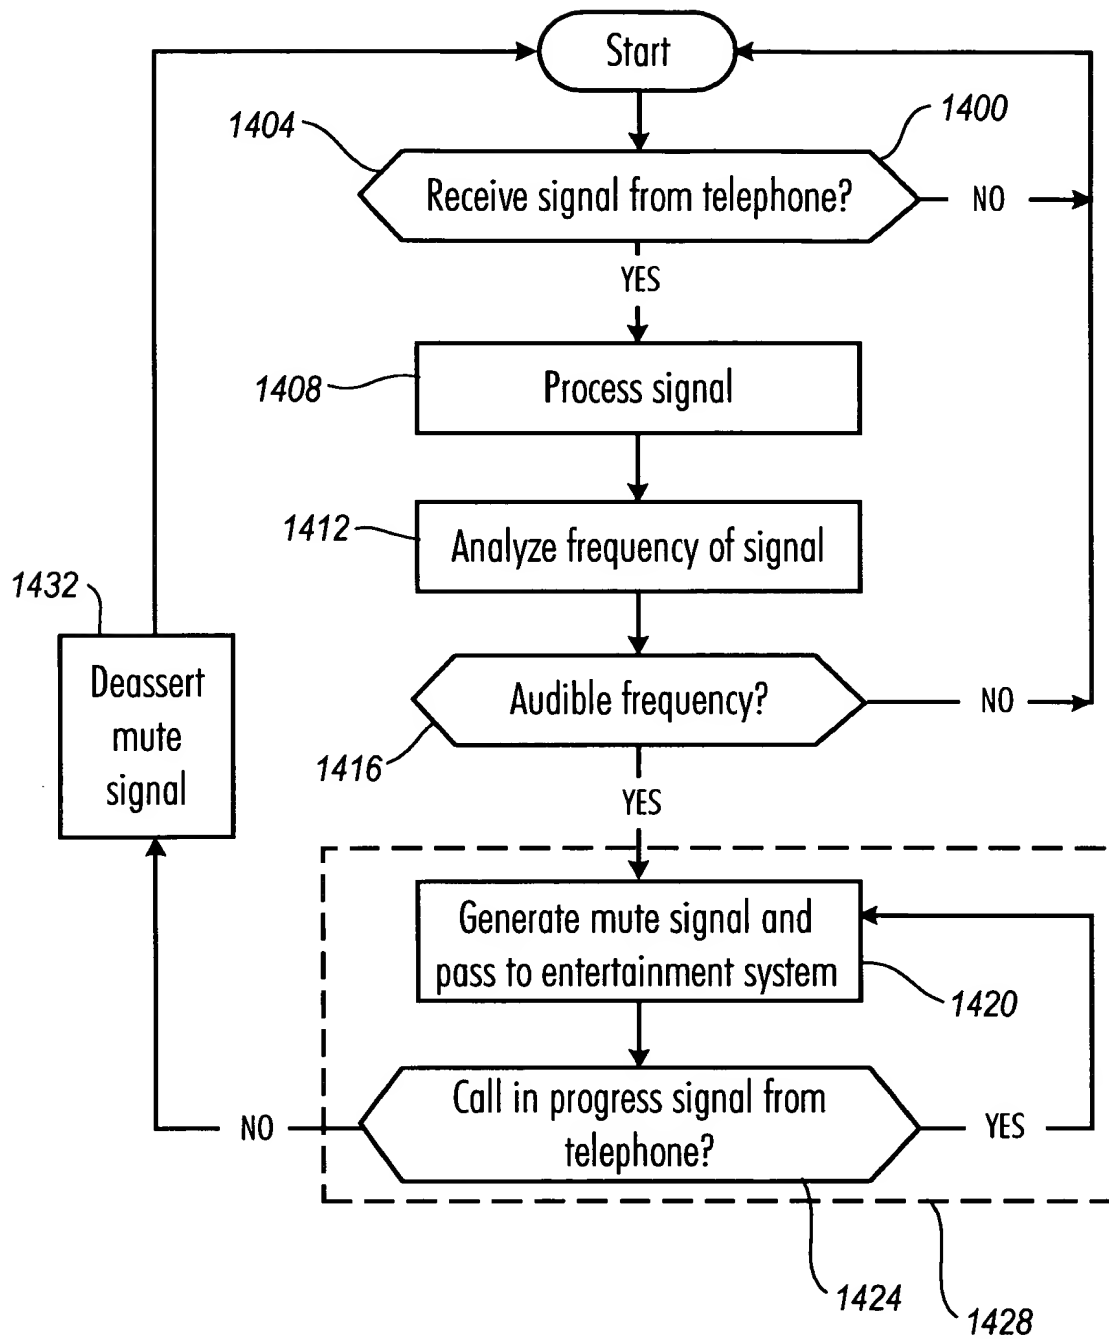 Start
1404
1400
Receive signal from telephone?
NO
YES
1408
Process signal
1412
Analyze frequency of signal
1432
Deassert
mute
signal
Audible frequency?
NO
1416
YES
Generate mute signal and
pass to entertainment system
1420
Call in progress signal from
telephone?
NO
YES
1424
1428